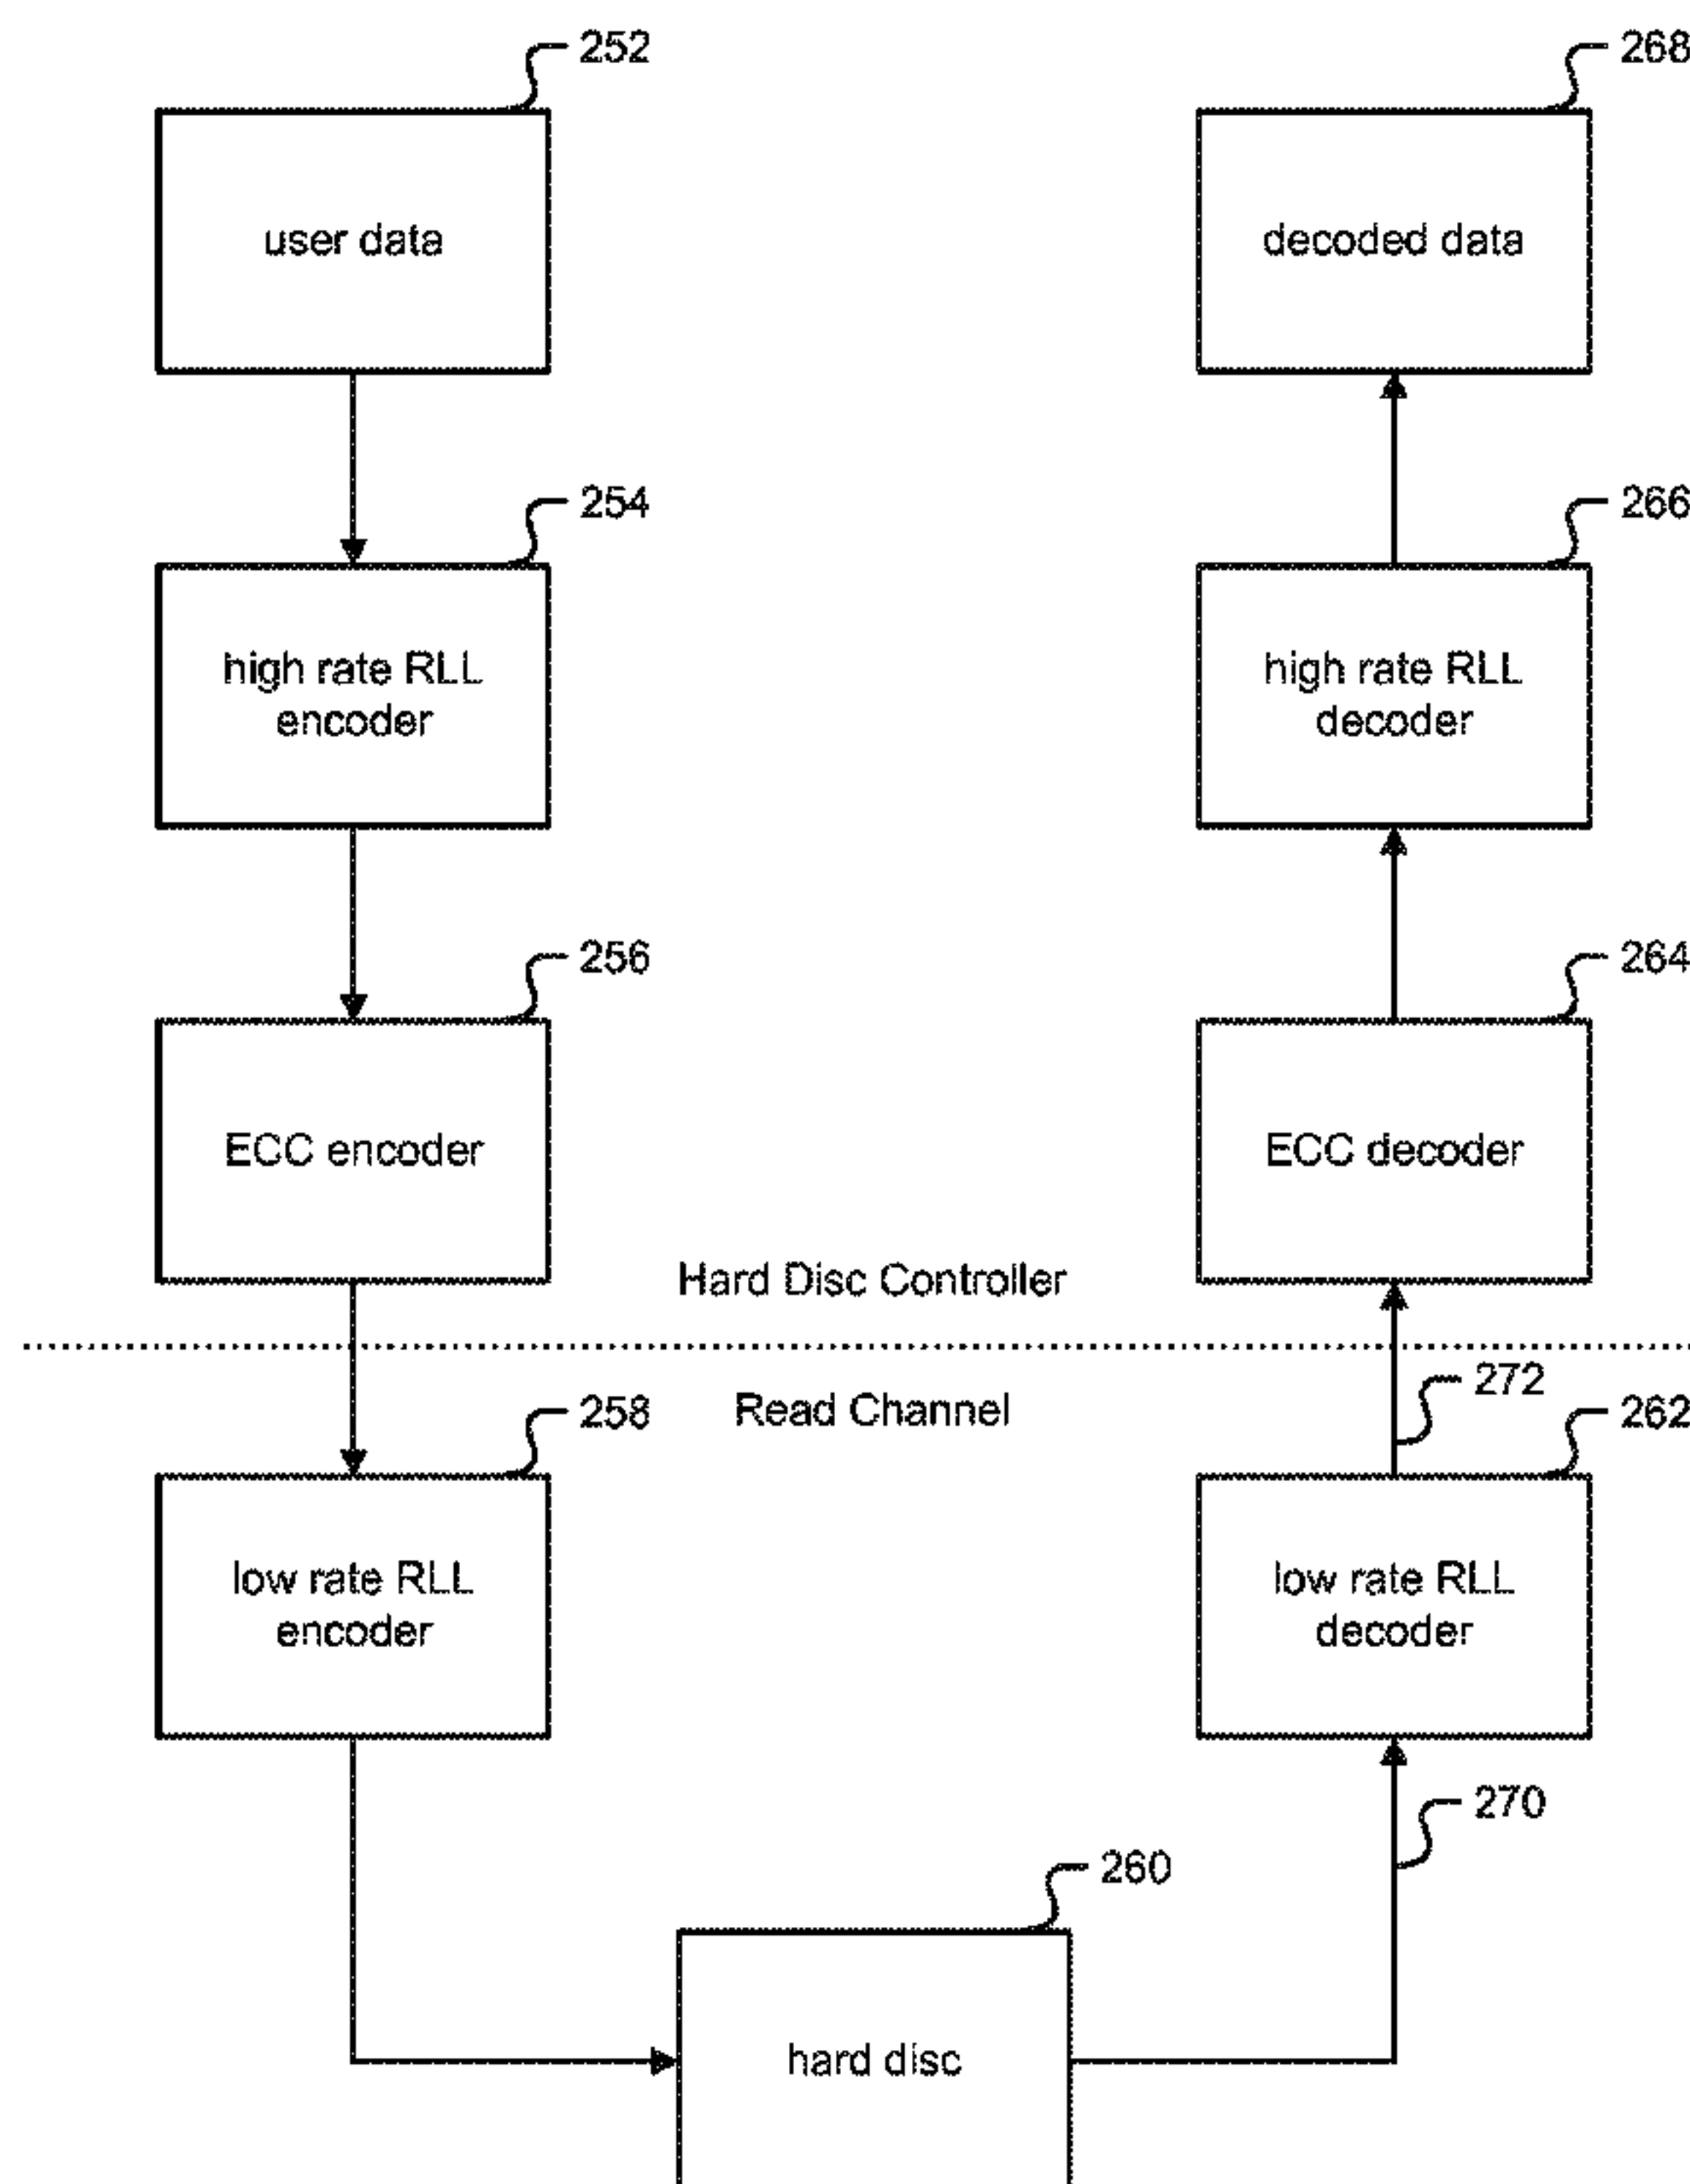 252
268
user data
decoded data
254
266
high rate RLL
encoder
high rate RLL
decoder
256
264
ECC encoder
ECC decoder
Hard Disc Controller
272
258
Read Channel
262
low rate RLL
encoder
low rate RLL
decoder
270
260
hard disc